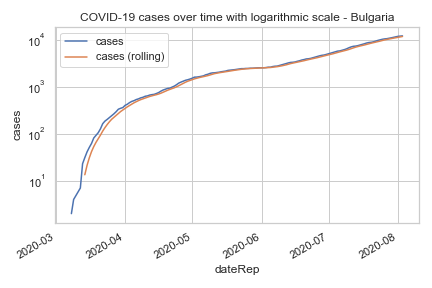 COVID-19 cases over time with logarithmic scale - Bulgaria
cases
cases (rolling)
10⁴
10³
10²
10¹
cases
2020-03
2020-04
2020-05
2020-06
2020-07
2020-08
dateRep